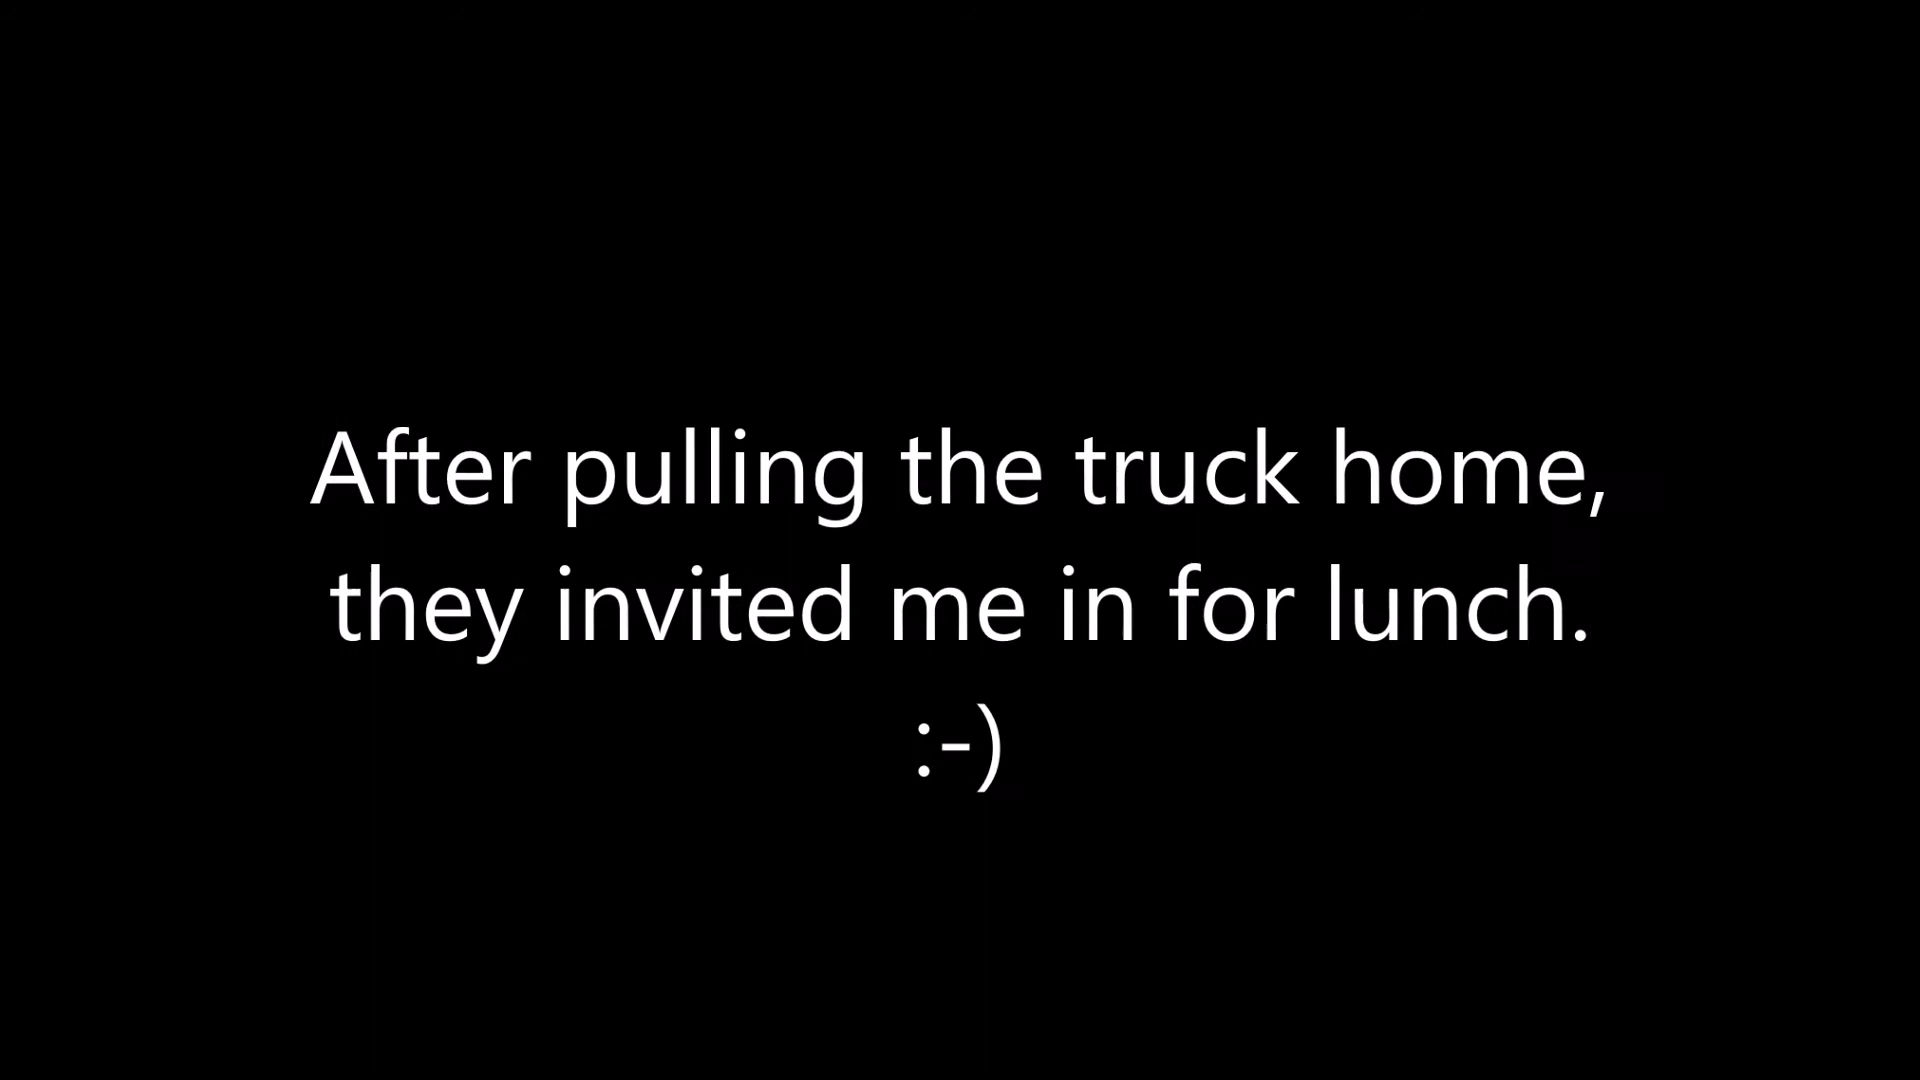 After pulling the truck home,
they invited me in for lunch.
:-)